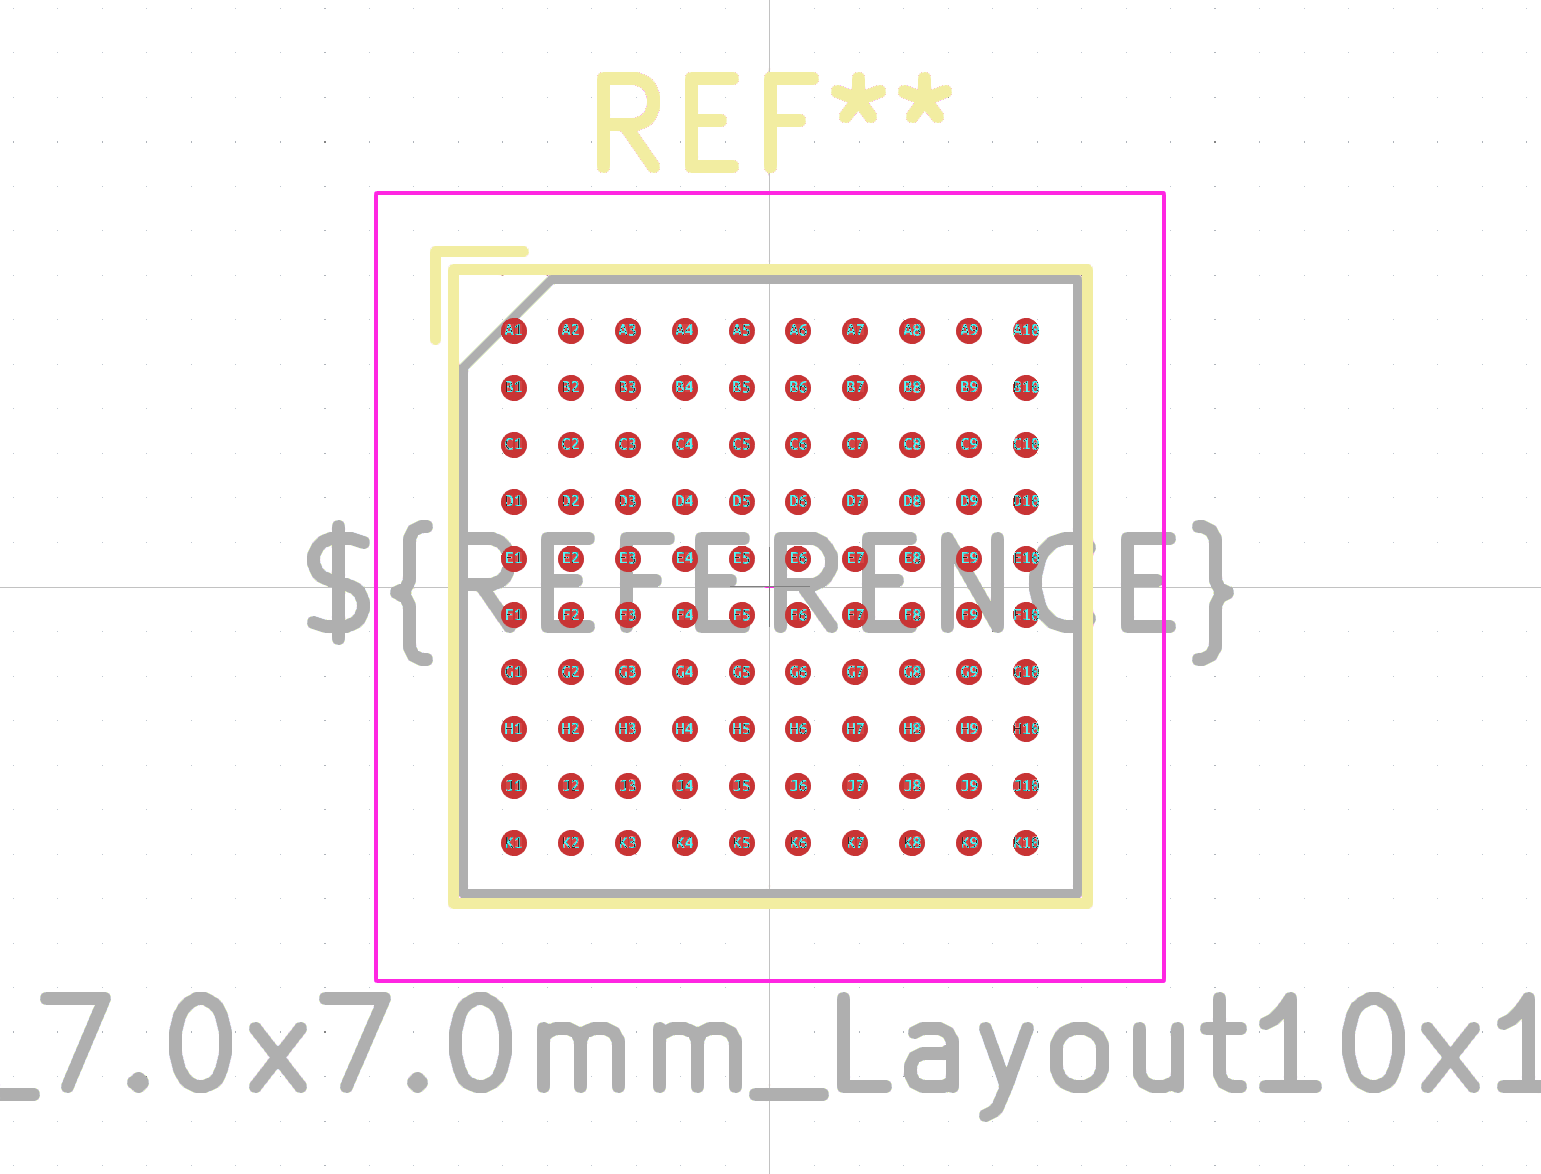 REF**
A1 A2 A3 A4 A5 A6 A7 A8 A9 A10
B1 B2 B3 B4 B5 B6 B7 B8 B9 B10
C1 C2 C3 C4 C5 C6 C7 C8 C9 C10
D1 D2 D3 D4 D5 D6 D7 D8 D9 D10
${REFERENCE}
E1 E2 E3 E4 E5 E6 E7 E8 E9 E10
F1 F2 F3 F4 F5 F6 F7 F8 F9 F10
G1 G2 G3 G4 G5 G6 G7 G8 G9 G10
H1 H2 H3 H4 H5 H6 H7 H8 H9 H10
J1 J2 J3 J4 J5 J6 J7 J8 J9 J10
K1 K2 K3 K4 K5 K6 K7 K8 K9 K10
_7.0x7.0mm_Layout10x1